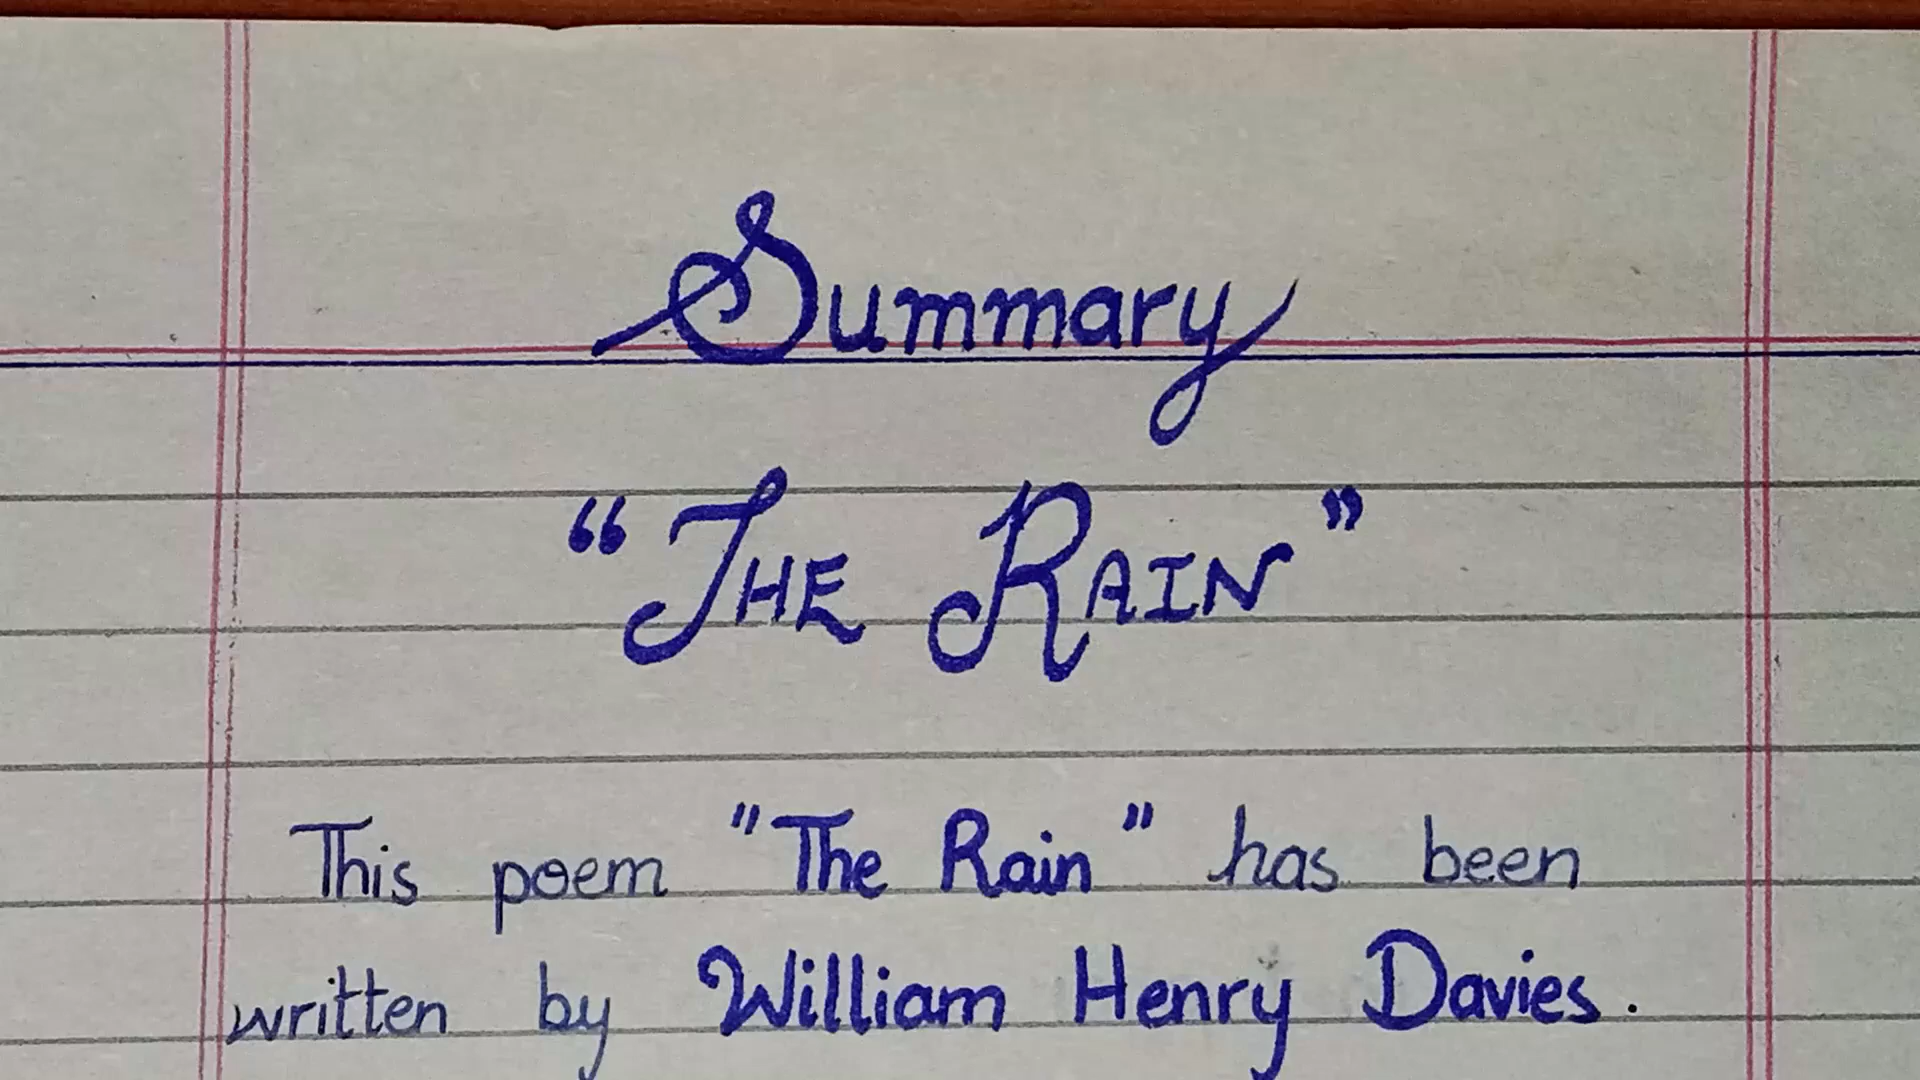 Summary
“THE RAIN”
This poem "The Rain" has been
written by William Henry Davies.